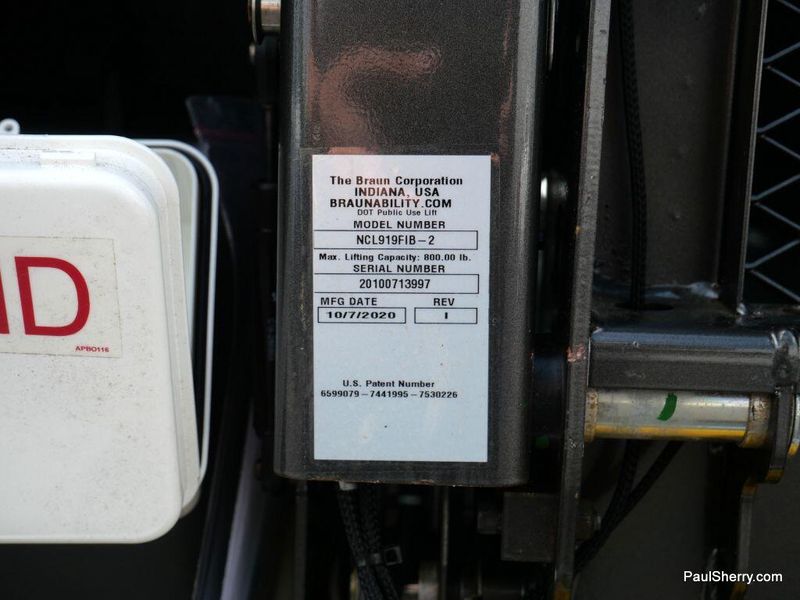 The Braun Corporation
INDIANA, USA
BRAUNABILITY.COM
DOT Public Use Lift
MODEL NUMBER
NCL919FIB-2
Max. Lifting Capacity: 800.00 lb.
SERIAL NUMBER
20100713997
MFG DATE REV
10/7/2020 I
U.S. Patent Number
6599079-7441995-7530226
ND
APBO116
PaulSherry.com